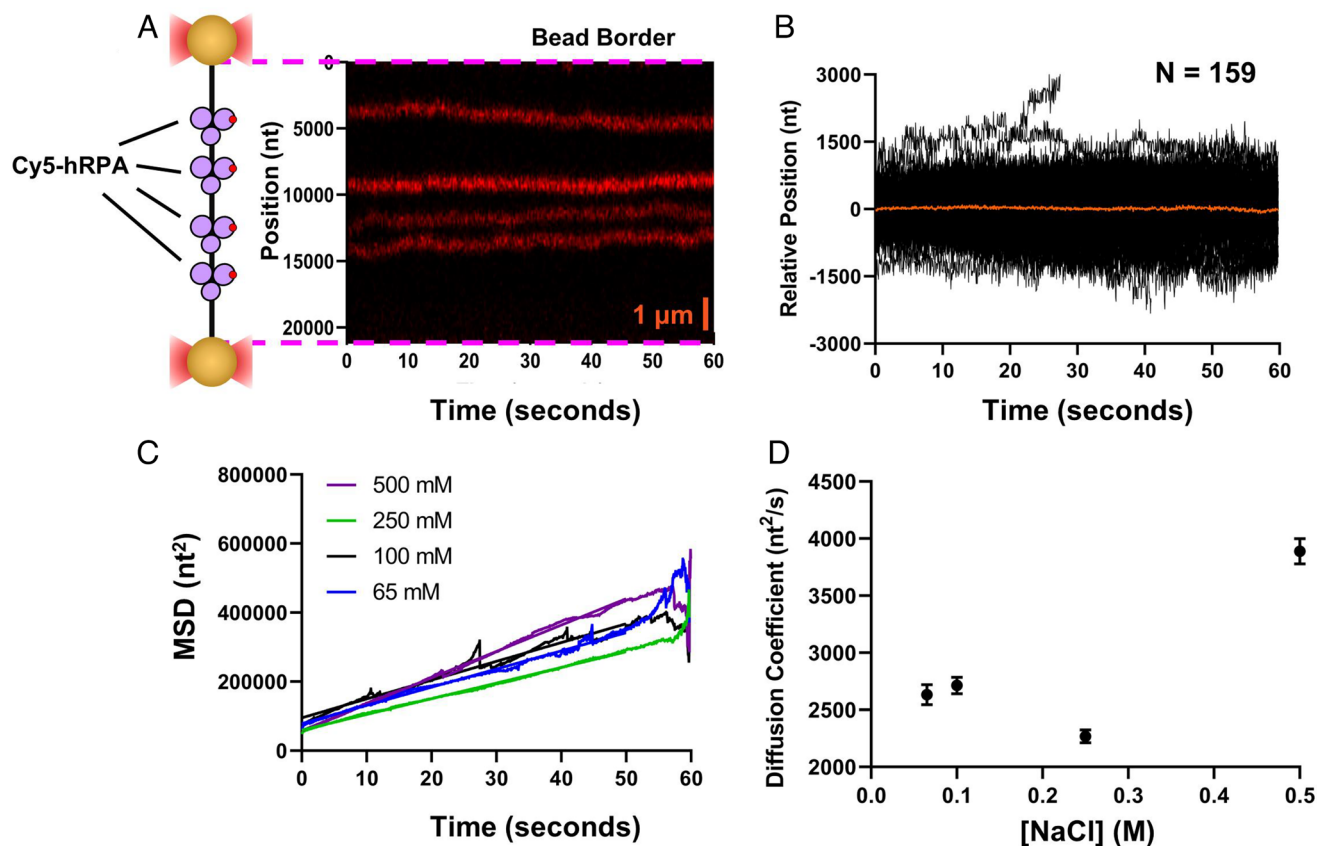 A
Bead Border
Cy5-hRPA
Position (nt)
0
5000
10000
15000
20000
1 µm
0 10 20 30 40 50 60
Time (seconds)
B
N = 159
Relative Position (nt)
3000
1500
0
-1500
-3000
0 10 20 30 40 50 60
Time (seconds)
C
MSD (nt²)
800000
600000
400000
200000
0
500 mM
250 mM
100 mM
65 mM
0 10 20 30 40 50 60
Time (seconds)
D
Diffusion Coefficient (nt²/s)
4500
4000
3500
3000
2500
2000
0.0 0.1 0.2 0.3 0.4 0.5
[NaCl] (M)